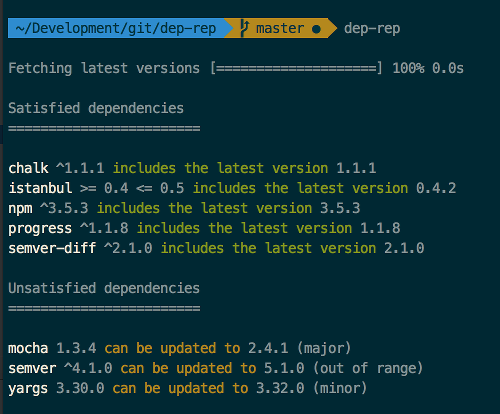 ~/Development/git/dep-rep master ● dep-rep
Fetching latest versions [====================] 100% 0.0s
Satisfied dependencies
========================
chalk ^1.1.1 includes the latest version 1.1.1
istanbul >= 0.4 <= 0.5 includes the latest version 0.4.2
npm ^3.5.3 includes the latest version 3.5.3
progress ^1.1.8 includes the latest version 1.1.8
semver-diff ^2.1.0 includes the latest version 2.1.0
Unsatisfied dependencies
========================
mocha 1.3.4 can be updated to 2.4.1 (major)
semver ^4.1.0 can be updated to 5.1.0 (out of range)
yargs 3.30.0 can be updated to 3.32.0 (minor)